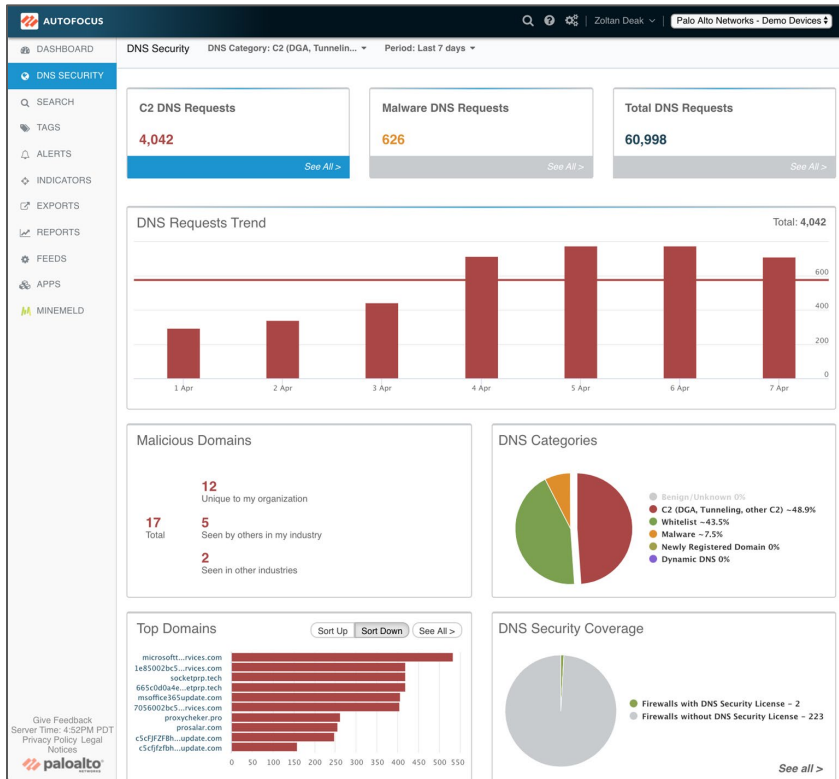 AUTOFOCUS
Zoltan Deak
Palo Alto Networks - Demo Devices
DASHBOARD
DNS SECURITY
SEARCH
TAGS
ALERTS
INDICATORS
EXPORTS
REPORTS
FEEDS
APPS
MINEMELD
DNS Security
DNS Category: C2 (DGA, Tunnelin...
Period: Last 7 days
C2 DNS Requests
4,042
See All >
Malware DNS Requests
626
See All >
Total DNS Requests
60,998
See All >
DNS Requests Trend
Total: 4,042
600
400
200
0
1 Apr
2 Apr
3 Apr
4 Apr
5 Apr
6 Apr
7 Apr
Malicious Domains
17
Total
12
Unique to my organization
5
Seen by others in my industry
2
Seen in other industries
DNS Categories
Benign/Unknown 0%
C2 (DGA, Tunneling, other C2) ~48.9%
Whitelist ~43.5%
Malware ~7.5%
Newly Registered Domain 0%
Dynamic DNS 0%
Top Domains
Sort Up
Sort Down
See All >
microsoftt...rvices.com
1e85002bc5...rvices.com
socketprp.tech
665c0d0a4e...etprp.tech
msoffice365update.com
7056002bc5...rvices.com
proxycheker.pro
prosalar.com
c5cFJFZFBh...update.com
c5cfjfzfbh...update.com
0 50 100 150 200 250 300 350 400 450 500 550
DNS Security Coverage
Firewalls with DNS Security License - 2
Firewalls without DNS Security License - 223
See all >
Give Feedback
Server Time: 4:52PM PDT
Privacy Policy Legal
Notices
paloalto
NETWORKS